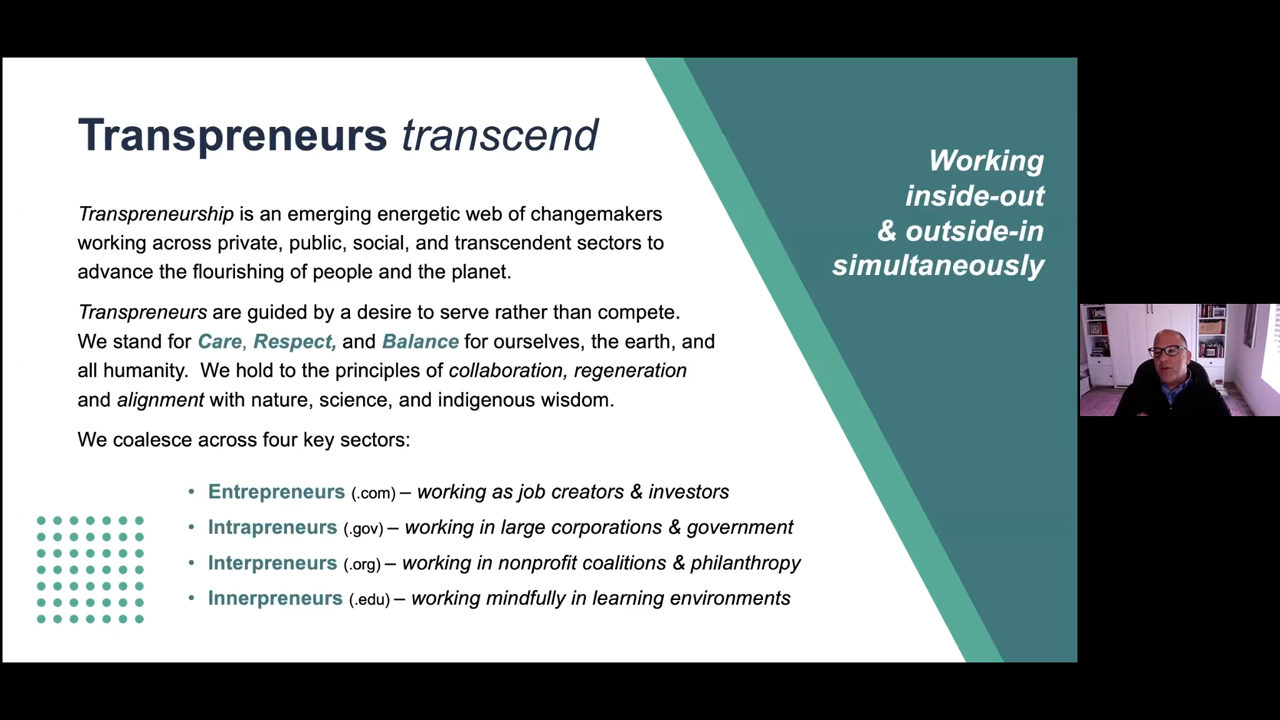 Transpreneurs transcend
Transpreneurship is an emerging energetic web of changemakers
working across private, public, social, and transcendent sectors to
advance the flourishing of people and the planet.
Transpreneurs are guided by a desire to serve rather than compete.
We stand for Care, Respect, and Balance for ourselves, the earth, and
all humanity. We hold to the principles of collaboration, regeneration
and alignment with nature, science, and indigenous wisdom.
We coalesce across four key sectors:
• Entrepreneurs (.com) – working as job creators & investors
• Intrapreneurs (.gov) – working in large corporations & government
• Interpreneurs (.org) – working in nonprofit coalitions & philanthropy
• Innerpreneurs (.edu) – working mindfully in learning environments
Working
inside-out
& outside-in
simultaneously